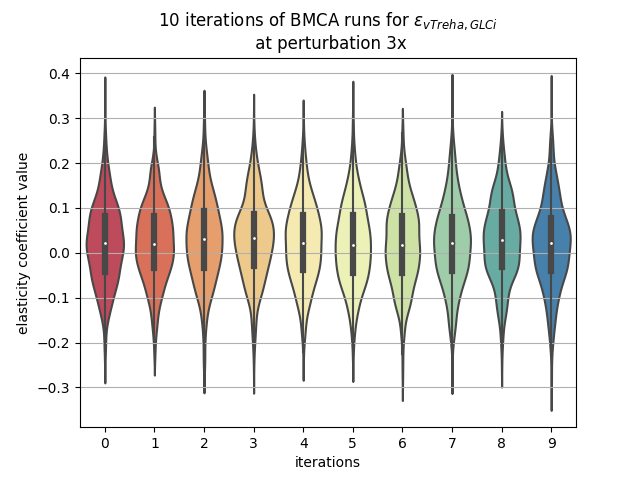 10 iterations of BMCA runs for ε_{vTreha, GLCi}
at perturbation 3x
elasticity coefficient value
0.4
0.3
0.2
0.1
0.0
−0.1
−0.2
−0.3
0 1 2 3 4 5 6 7 8 9
iterations